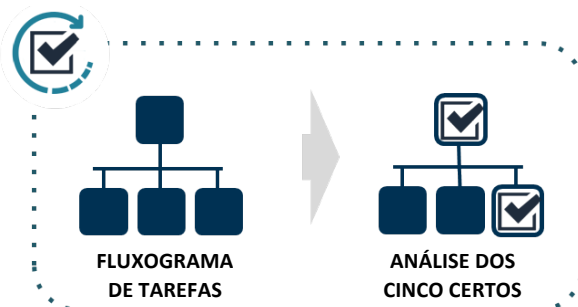 FLUXOGRAMA
DE TAREFAS
ANÁLISE DOS
CINCO CERTOS